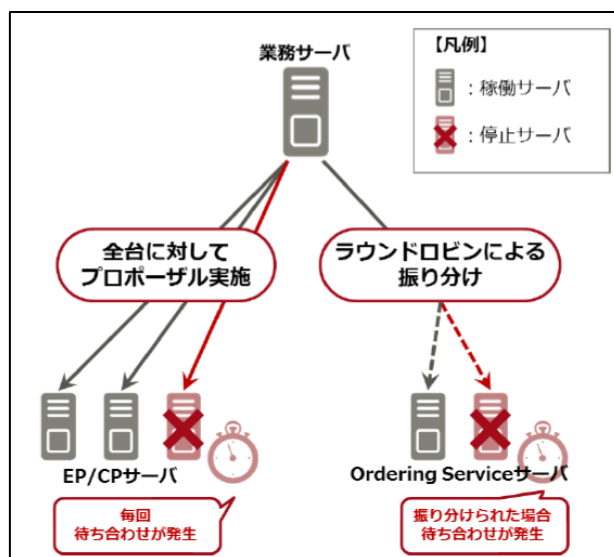 業務サーバ
【凡例】
：稼働サーバ
：停止サーバ
全台に対して
プロポーザル実施
ラウンドロビンによる
振り分け
EP/CPサーバ
Ordering Serviceサーバ
毎回
待ち合わせが発生
振り分けられた場合
待ち合わせが発生